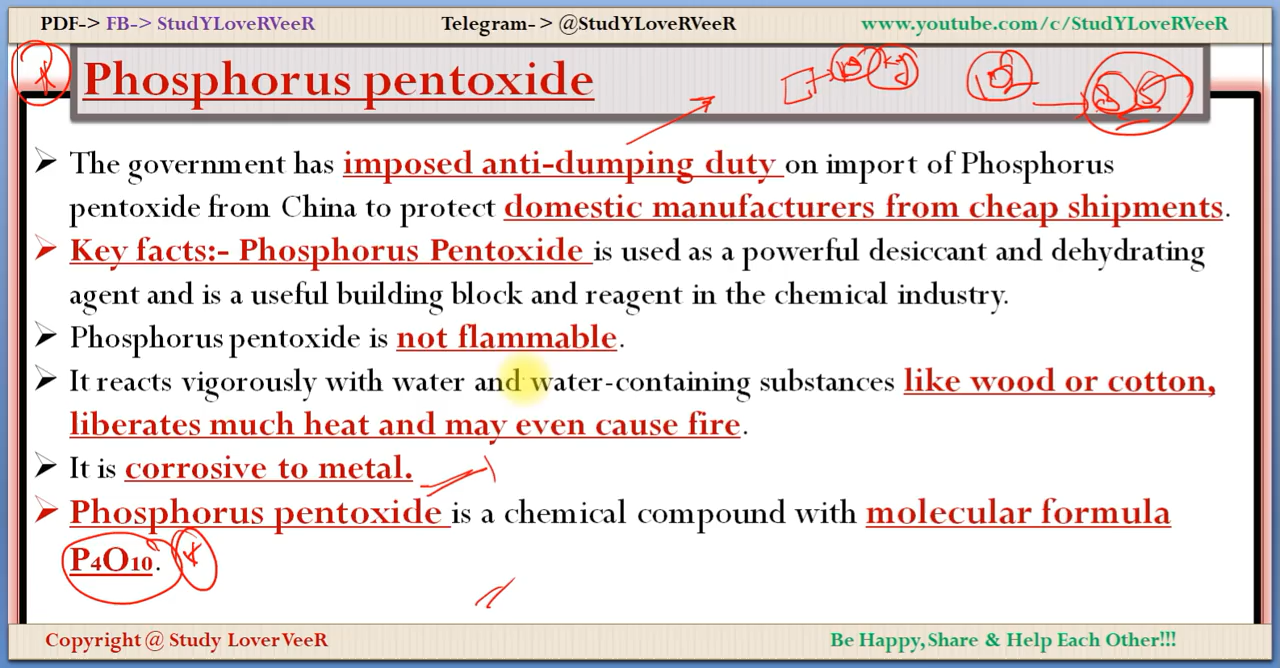 PDF-> FB-> StudYLoveRVeeR Telegram- > @StudYLoveRVeeR www.youtube.com/c/StudYLoveRVeeR
Phosphorus pentoxide
➢ The government has imposed anti-dumping duty on import of Phosphorus
pentoxide from China to protect domestic manufacturers from cheap shipments.
➢ Key facts:- Phosphorus Pentoxide is used as a powerful desiccant and dehydrating
agent and is a useful building block and reagent in the chemical industry.
➢ Phosphorus pentoxide is not flammable.
➢ It reacts vigorously with water and water-containing substances like wood or cotton,
liberates much heat and may even cause fire.
➢ It is corrosive to metal.
➢ Phosphorus pentoxide is a chemical compound with molecular formula
P4O10.
Copyright @ Study LoverVeeR Be Happy,Share & Help Each Other!!!